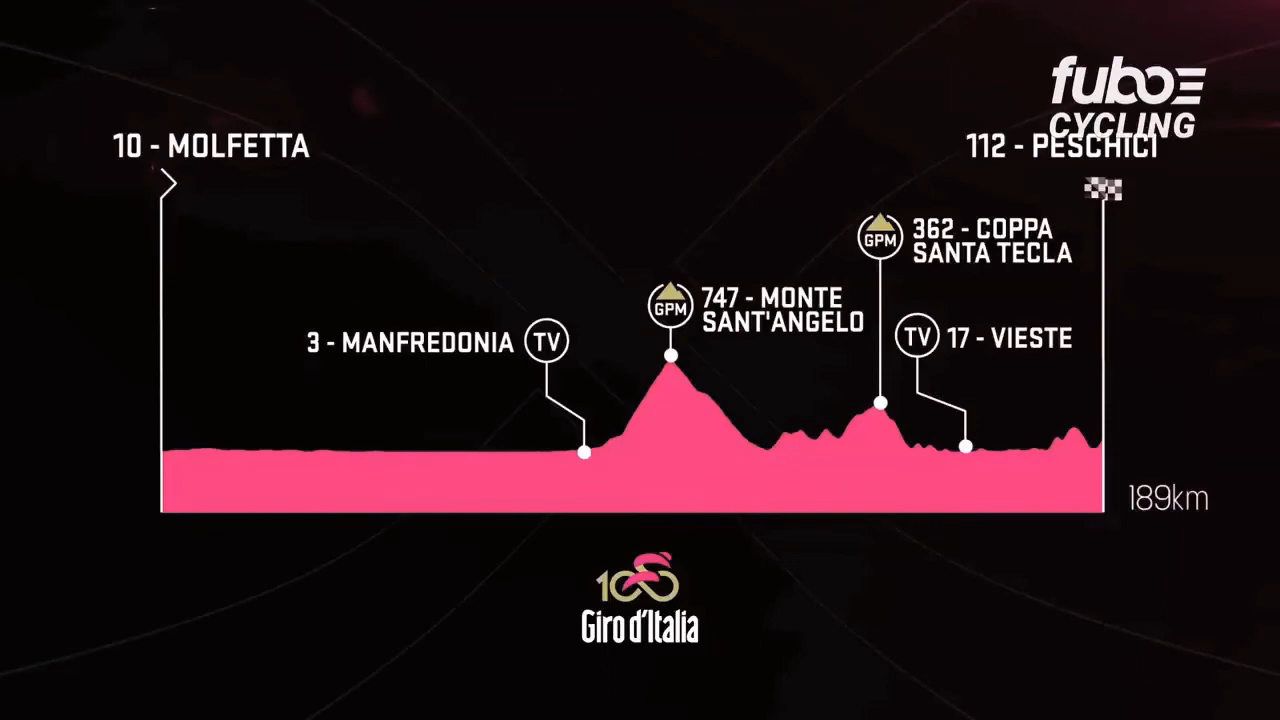 fubo
CYCLING
10 - MOLFETTA
112 - PESCHICI
GPM
362 - COPPA
SANTA TECLA
GPM
747 - MONTE
SANT'ANGELO
3 - MANFREDONIA
TV
TV
17 - VIESTE
189km
100
Giro d'Italia